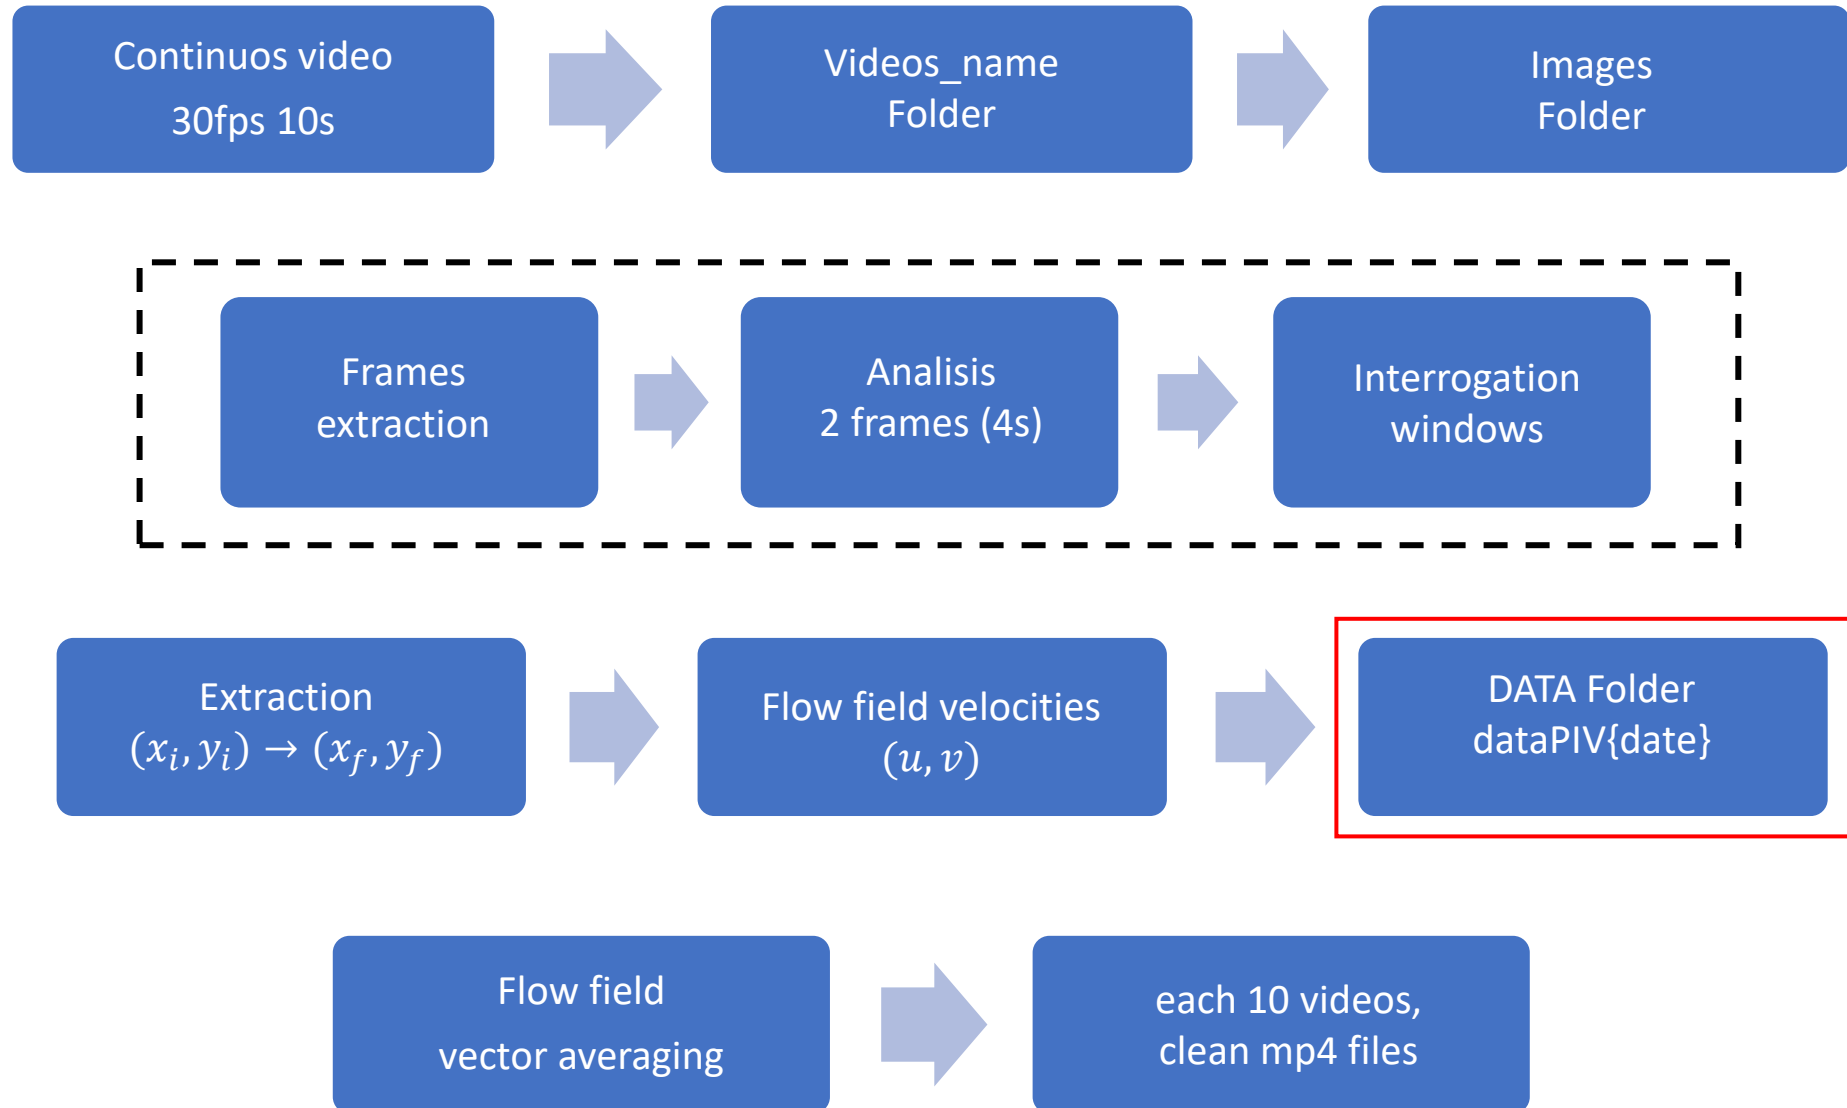 Continuos video
30fps 10s
Videos_name
Folder
Images
Folder
Frames
extraction
Analisis
2 frames (4s)
Interrogation
windows
Extraction
(x_i, y_i) → (x_f, y_f)
Flow field velocities
(u, v)
DATA Folder
dataPIV{date}
Flow field
vector averaging
each 10 videos,
clean mp4 files